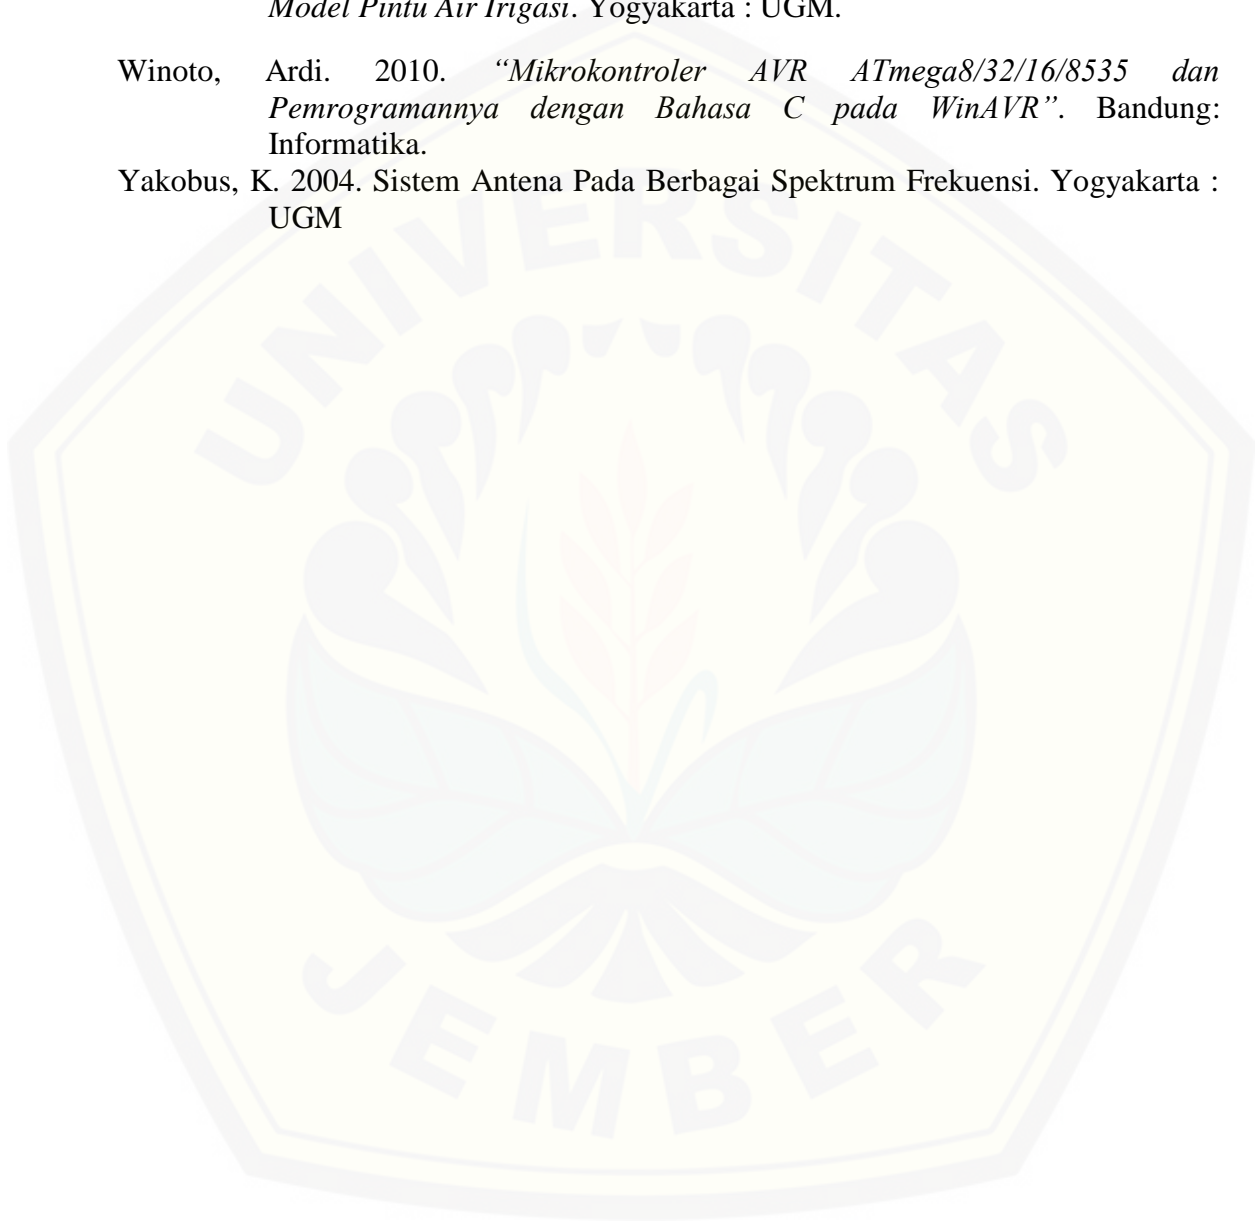 Model Pintu Air Irigasi. Yogyakarta : UGM.
Winoto, Ardi. 2010. “Mikrokontroler AVR ATmega8/32/16/8535 dan
Pemrogramannya dengan Bahasa C pada WinAVR”. Bandung:
Informatika.
Yakobus, K. 2004. Sistem Antena Pada Berbagai Spektrum Frekuensi. Yogyakarta :
UGM
UNIVERSITAS
JEMBER